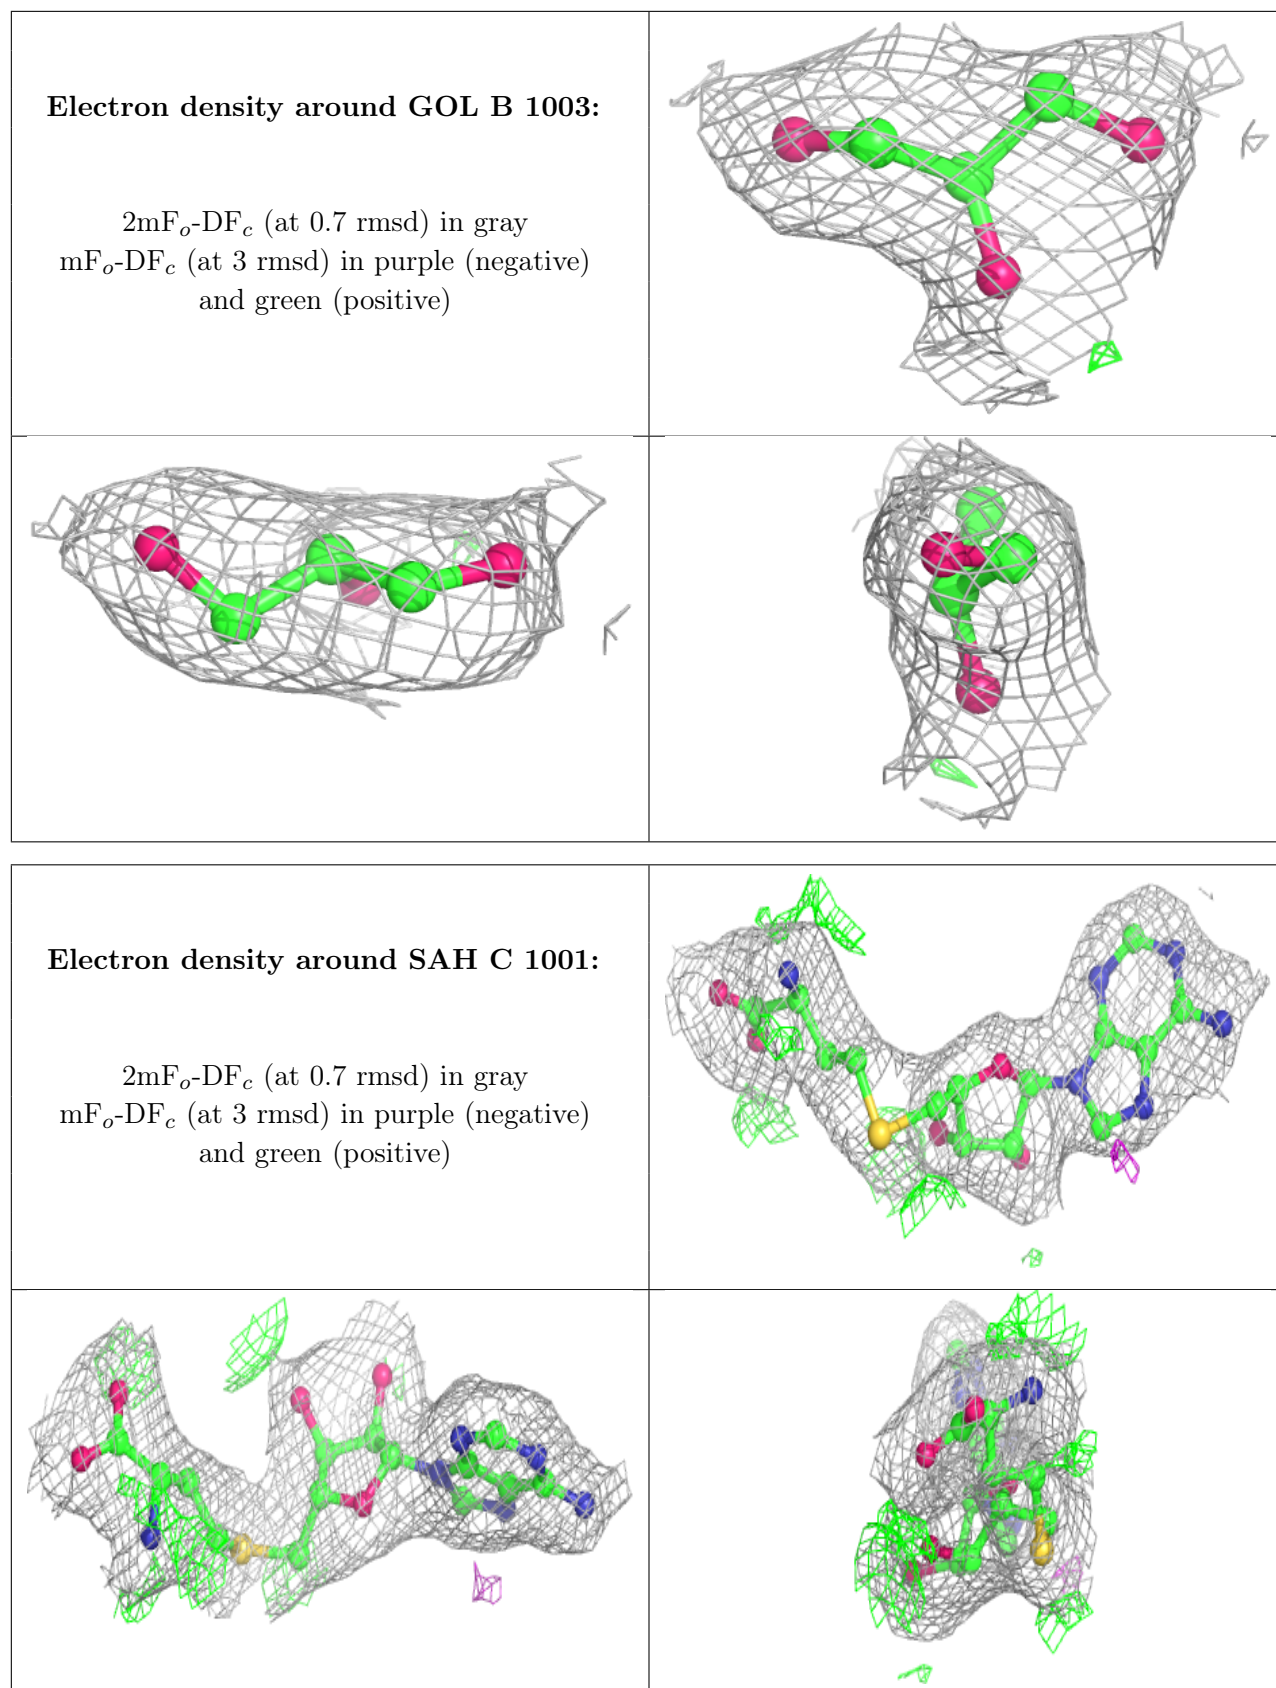 Electron density around GOL B 1003:
2mFo-DFc (at 0.7 rmsd) in gray
mFo-DFc (at 3 rmsd) in purple (negative)
and green (positive)
Electron density around SAH C 1001:
2mFo-DFc (at 0.7 rmsd) in gray
mFo-DFc (at 3 rmsd) in purple (negative)
and green (positive)